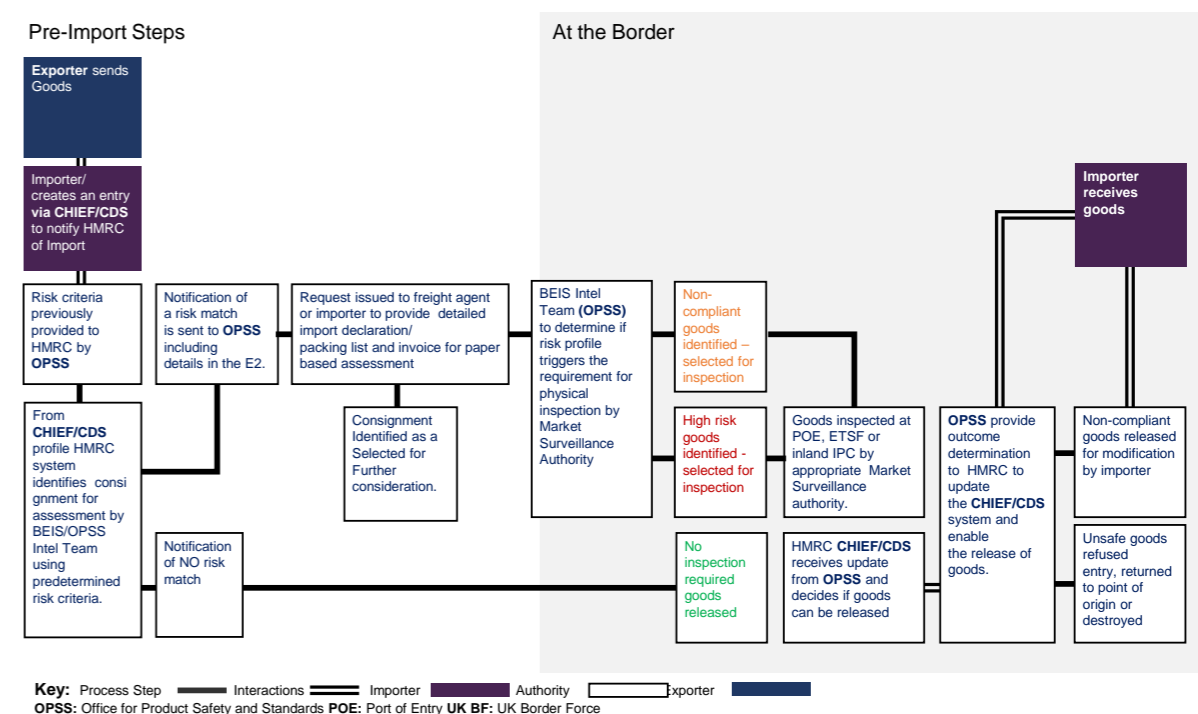 Pre-Import Steps
At the Border
Exporter sends
Goods
Importer/
creates an entry
via CHIEF/CDS
to notify HMRC
of Import
Importer
receives
goods
Risk criteria
previously
provided to
HMRC by
OPSS
Notification of
a risk match
is sent to OPSS
including
details in the E2.
Request issued to freight agent
or importer to provide detailed
import declaration/
packing list and invoice for paper
based assessment
BEIS Intel
Team (OPSS)
to determine if
risk profile
triggers the
requirement for
physical
inspection by
Market
Surveillance
Authority
Non-
compliant
goods
identified –
selected for
inspection
From
CHIEF/CDS
profile HMRC
system
identifies consi
gnment for
assessment by
BEIS/OPSS
Intel Team
using
predetermined
risk criteria.
Consignment
Identified as a
Selected for
Further
consideration.
High risk
goods
identified -
selected for
inspection
Goods inspected at
POE, ETSF or
inland IPC by
appropriate Market
Surveillance
authority.
OPSS provide
outcome
determination
to HMRC to
update
the CHIEF/CDS
system and
enable
the release of
goods.
Non-compliant
goods released
for modification
by importer
Notification
of NO risk
match
No
inspection
required
goods
released
HMRC CHIEF/CDS
receives update
from OPSS and
decides if goods
can be released
Unsafe goods
refused
entry, returned
to point of
origin or
destroyed
Key: Process Step Interactions Importer Authority Exporter
OPSS: Office for Product Safety and Standards POE: Port of Entry UK BF: UK Border Force